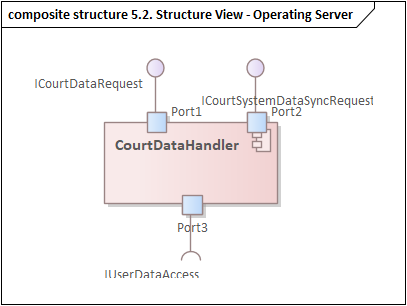 composite structure 5.2. Structure View - Operating Server
ICourtDataRequest
ICourtSystemDataSyncRequest
Port1
Port2
CourtDataHandler
Port3
IUserDataAccess